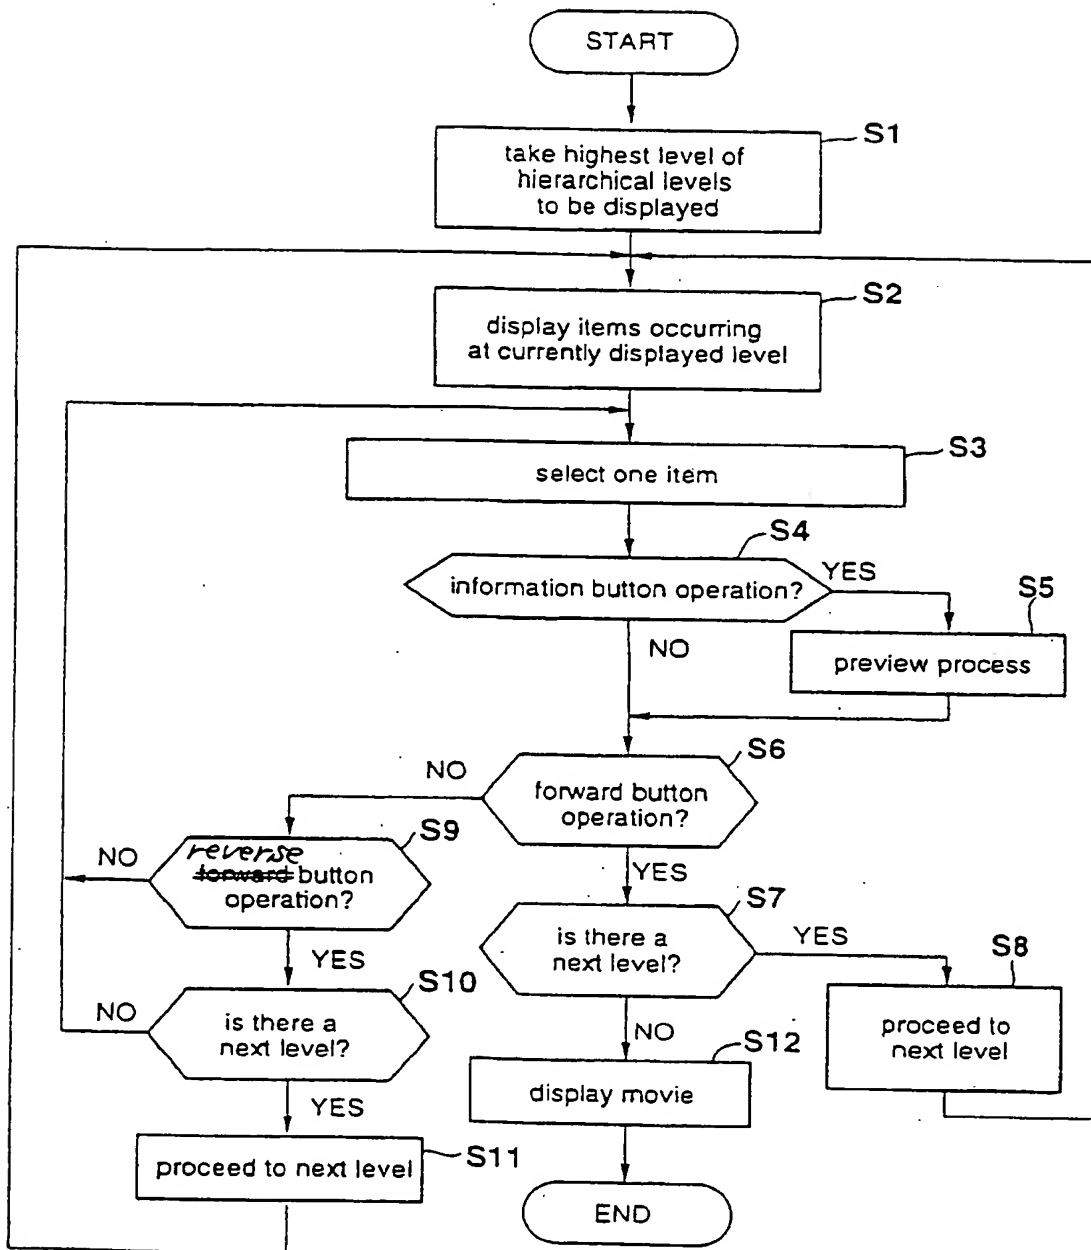 START
S1
take highest level of
hierarchical levels
to be displayed
S2
display items occurring
at currently displayed level
S3
select one item
S4
information button operation?
YES
S5
NO
preview process
S6
NO
forward button
operation?
S9
NO
reverse
forward button
operation?
YES
S7
YES
is there a
next level?
YES
S8
S10
NO
is there a
next level?
NO
S12
proceed to
next level
YES
display movie
proceed to next level
S11
END